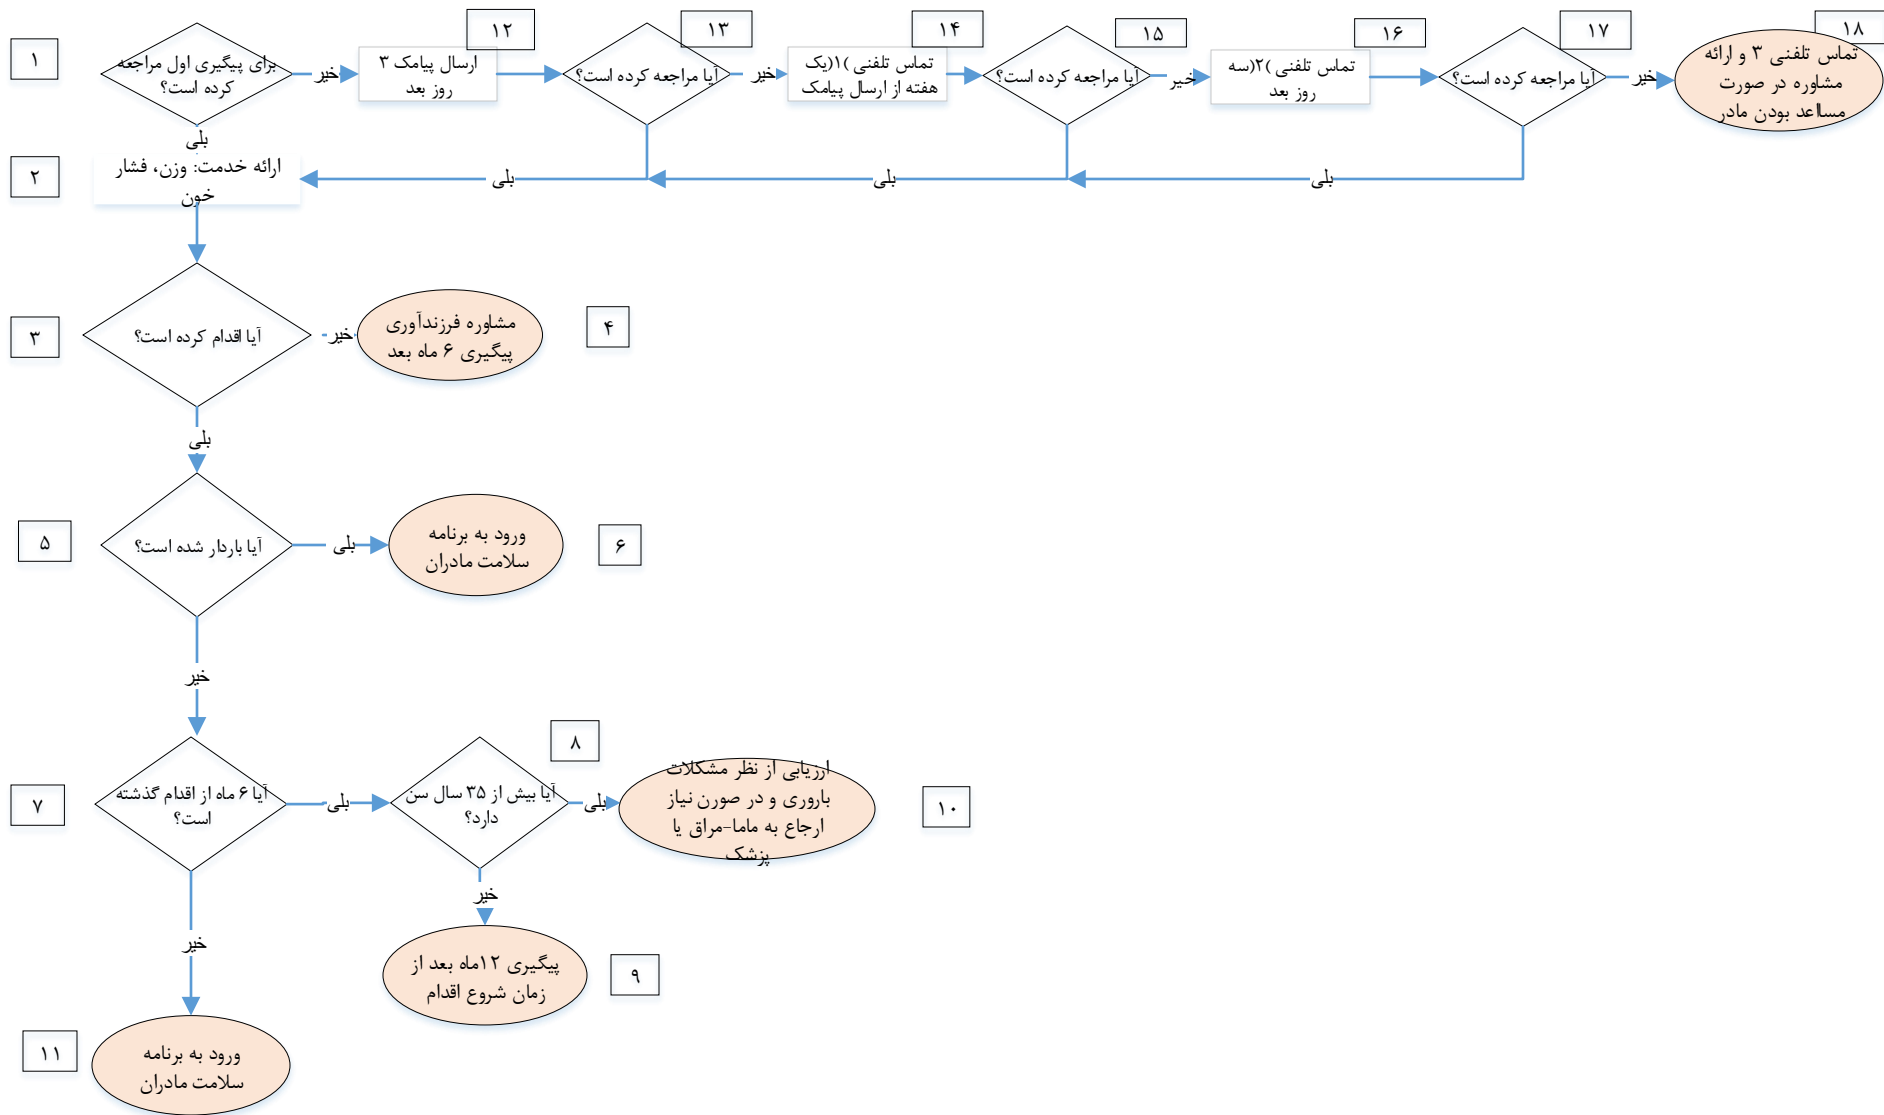 ۱
برای پیگیری اول مراجعه
کرده است؟
خیر
۱۲
ارسال پیامک ۳
روز بعد
۱۳
آیا مراجعه کرده است؟
خیر
۱۴
تماس تلفنی )۱(یک
هفته از ارسال پیامک
آیا مراجعه کرده است؟
۱۵
خیر
۱۶
تماس تلفنی )۲(سه
روز بعد
۱۷
آیا مراجعه کرده است؟
خیر
۱۸
تماس تلفنی ۳ و ارائه
مشاوره در صورت
مسااعد بودن مادر
بلی
۲
ارائه خدمت: وزن، فشار
خون
بلی
بلی
بلی
۳
آیا اقدام کرده است؟
خیر
مشاوره فرزندآوری
پیگیری ۶ ماه بعد
۴
بلی
۵
آیا باردار شده است؟
بلی
ورود به برنامه
سلامت مادران
۶
خیر
۷
آیا ۶ ماه از اقدام گذشته
است؟
بلی
۸
آیا بیش از ۳۵ سال سن
دارد؟
بلی
ارزیابی از نظر مشکلات
باروری و در صورن نیاز
ارجاع به ماما-مراق یا
پزشک
۱۰
خیر
پیگیری ۱۲ماه بعد از
زمان شروع اقدام
۹
خیر
۱۱
ورود به برنامه
سلامت مادران